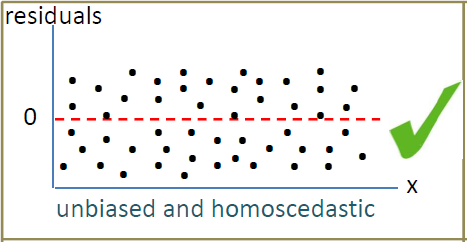 residuals
0
x
unbiased and homoscedastic